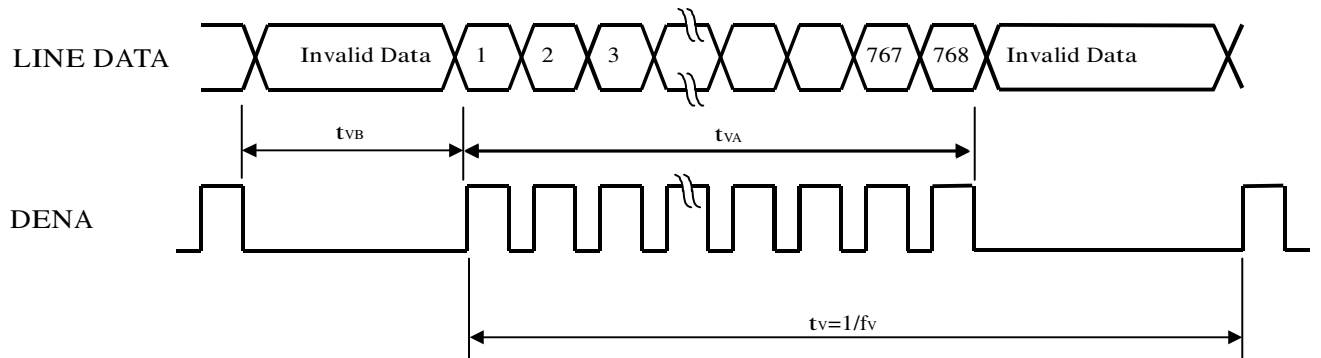 LINE DATA Invalid Data 1 2 3 767 768 Invalid Data
tVB tVA
DENA
tV=1/fV